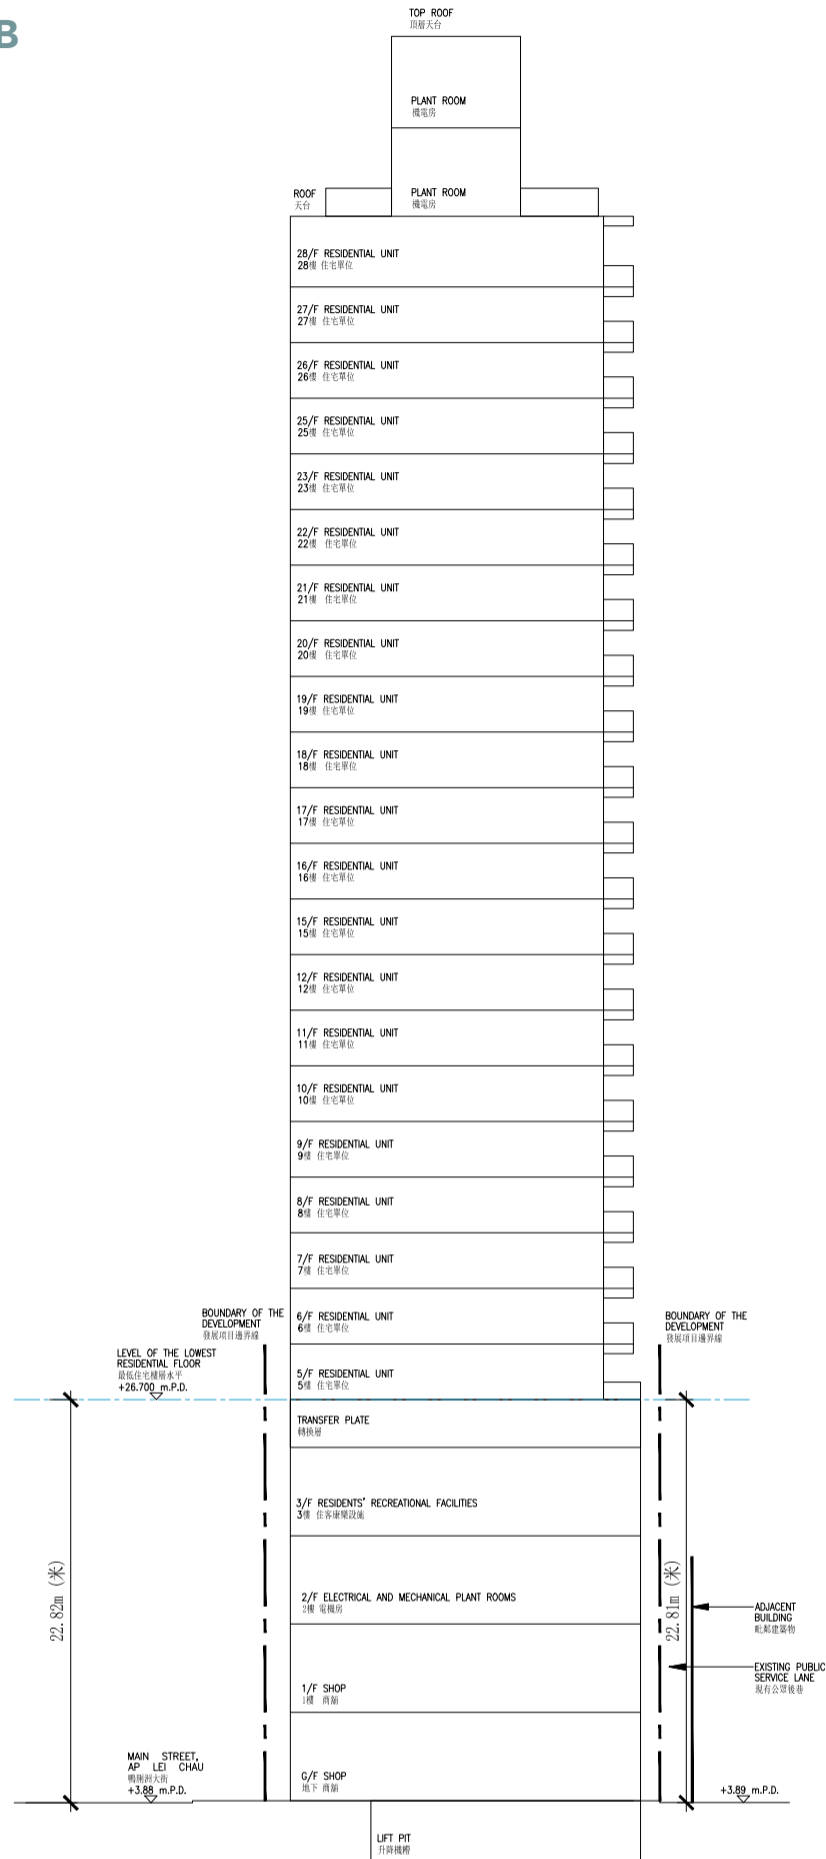 B
TOP ROOF
頂層天台
PLANT ROOM
機電房
ROOF
天台
PLANT ROOM
機電房
28/F RESIDENTIAL UNIT
28樓 住宅單位
27/F RESIDENTIAL UNIT
27樓 住宅單位
26/F RESIDENTIAL UNIT
26樓 住宅單位
25/F RESIDENTIAL UNIT
25樓 住宅單位
23/F RESIDENTIAL UNIT
23樓 住宅單位
22/F RESIDENTIAL UNIT
22樓 住宅單位
21/F RESIDENTIAL UNIT
21樓 住宅單位
20/F RESIDENTIAL UNIT
20樓 住宅單位
19/F RESIDENTIAL UNIT
19樓 住宅單位
18/F RESIDENTIAL UNIT
18樓 住宅單位
17/F RESIDENTIAL UNIT
17樓 住宅單位
16/F RESIDENTIAL UNIT
16樓 住宅單位
15/F RESIDENTIAL UNIT
15樓 住宅單位
12/F RESIDENTIAL UNIT
12樓 住宅單位
11/F RESIDENTIAL UNIT
11樓 住宅單位
10/F RESIDENTIAL UNIT
10樓 住宅單位
9/F RESIDENTIAL UNIT
9樓 住宅單位
8/F RESIDENTIAL UNIT
8樓 住宅單位
7/F RESIDENTIAL UNIT
7樓 住宅單位
6/F RESIDENTIAL UNIT
6樓 住宅單位
5/F RESIDENTIAL UNIT
5樓 住宅單位
BOUNDARY OF THE
DEVELOPMENT
發展項目邊界線
BOUNDARY OF THE
DEVELOPMENT
發展項目邊界線
LEVEL OF THE LOWEST
RESIDENTIAL FLOOR
最低住宅樓層水平
+26.700 m.P.D.
TRANSFER PLATE
轉換層
3/F RESIDENTS' RECREATIONAL FACILITIES
3樓 住客康樂設施
2/F ELECTRICAL AND MECHANICAL PLANT ROOMS
2樓 電機房
22.82m (米)
22.81m (米)
ADJACENT
BUILDING
毗鄰建築物
EXISTING PUBLIC
SERVICE LANE
現有公眾後巷
1/F SHOP
1樓 商舖
MAIN STREET,
AP LEI CHAU
鴨脷洲大街
+3.88 m.P.D.
G/F SHOP
地下 商舖
+3.89 m.P.D.
LIFT PIT
升降機槽